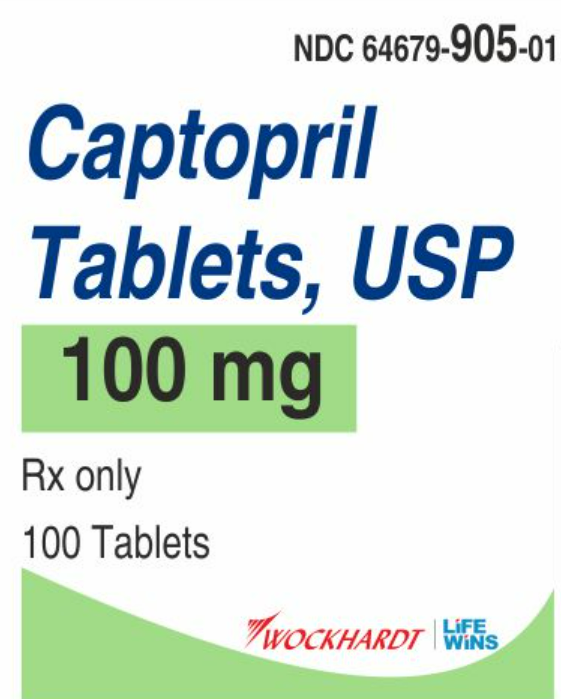 NDC 64679-905-01
Captopril
Tablets, USP
100 mg
Rx only
100 Tablets
WOCKHARDT LiFE
WiNS